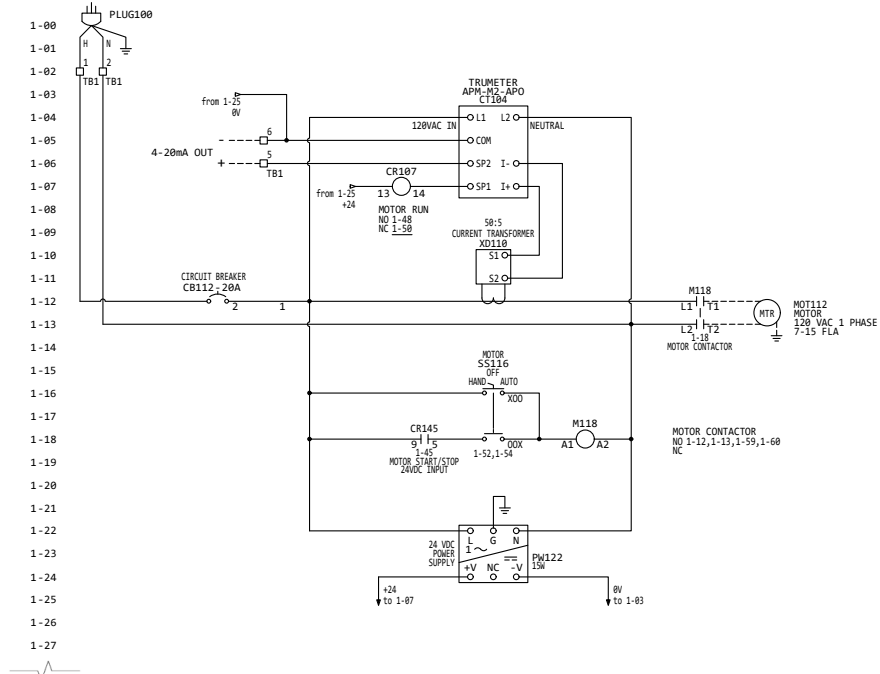 PLUG100
1-00
1-01
H N
1-02
1 2
TB1 TB1
1-03
from 1-25
0V
TRUMETER
APM-M2-APO
CT104
1-04
120VAC IN
L1 L2
NEUTRAL
1-05
-
6
COM
4-20mA OUT
1-06
+
5
TB1
SP2 I-
CR107
1-07
from 1-25
+24
13 14
SP1 I+
1-08
MOTOR RUN
NO 1-48
NC 1-50
1-09
50:5
CURRENT TRANSFORMER
XD110
1-10
S1
1-11
S2
CIRCUIT BREAKER
CB112-20A
1-12
2 1
M118
L1 T1
MTR
MOT112
MOTOR
120 VAC 1 PHASE
7-15 FLA
1-13
L2 T2
1-18
MOTOR CONTACTOR
1-14
1-15
MOTOR
SS116
OFF
HAND AUTO
1-16
XOO
1-17
CR145
M118
1-18
9 5
OOX
A1 A2
MOTOR CONTACTOR
NO 1-12,1-13,1-59,1-60
NC
1-45
MOTOR START/STOP
24VDC INPUT
1-52,1-54
1-19
1-20
1-21
1-22
L G N
1
24 VDC
POWER
SUPPLY
1-23
PW122
15W
1-24
+V NC -V
+24
to 1-07
0V
to 1-03
1-25
1-26
1-27